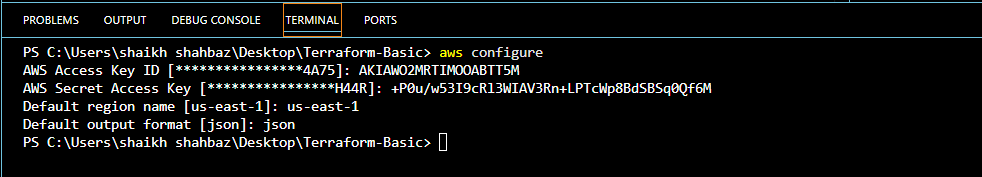 PROBLEMS OUTPUT DEBUG CONSOLE TERMINAL PORTS
PS C:\Users\shaikh shahbaz\Desktop\Terraform-Basic> aws configure
AWS Access Key ID [****************4A75]: AKIAWO2MRTIMOOABTT5M
AWS Secret Access Key [****************H44R]: 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
Default region name [us-east-1]: us-east-1
Default output format [json]: json
PS C:\Users\shaikh shahbaz\Desktop\Terraform-Basic>